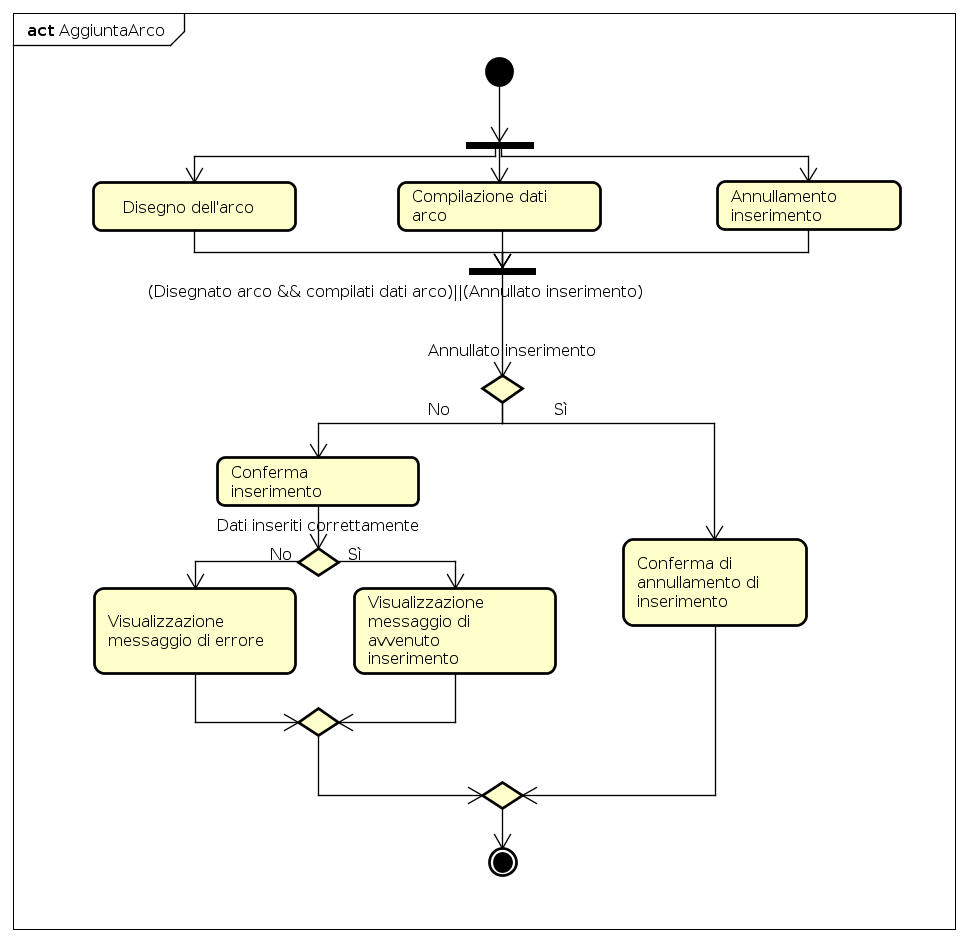 act AggiuntaArco
Disegno dell'arco
Compilazione dati
arco
Annullamento
inserimento
(Disegnato arco && compilati dati arco)||(Annullato inserimento)
Annullato inserimento
No
Sì
Conferma
inserimento
Dati inseriti correttamente
No
Sì
Conferma di
annullamento di
inserimento
Visualizzazione
messaggio di errore
Visualizzazione
messaggio di
avvenuto
inserimento